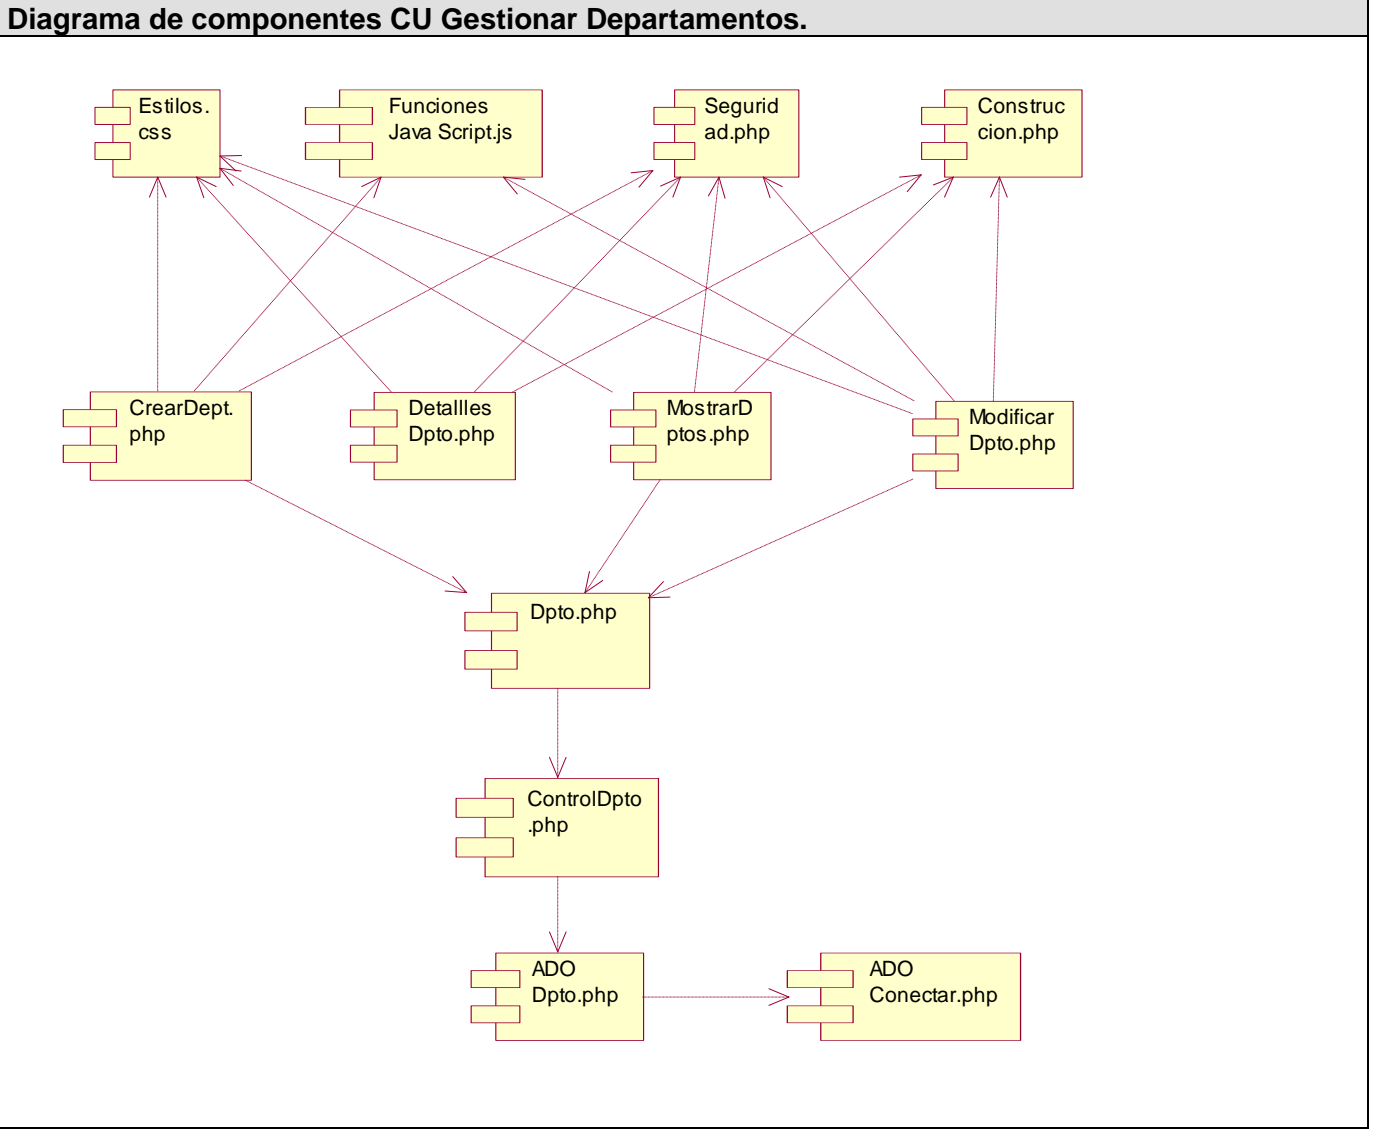 Diagrama de componentes CU Gestionar Departamentos.
Estilos.
css
Funciones
Java Script.js
Segurid
ad.php
Construc
cion.php
CrearDept.
php
Detallles
Dpto.php
MostrarD
ptos.php
Modificar
Dpto.php
Dpto.php
ControlDpto
.php
ADO
Dpto.php
ADO
Conectar.php